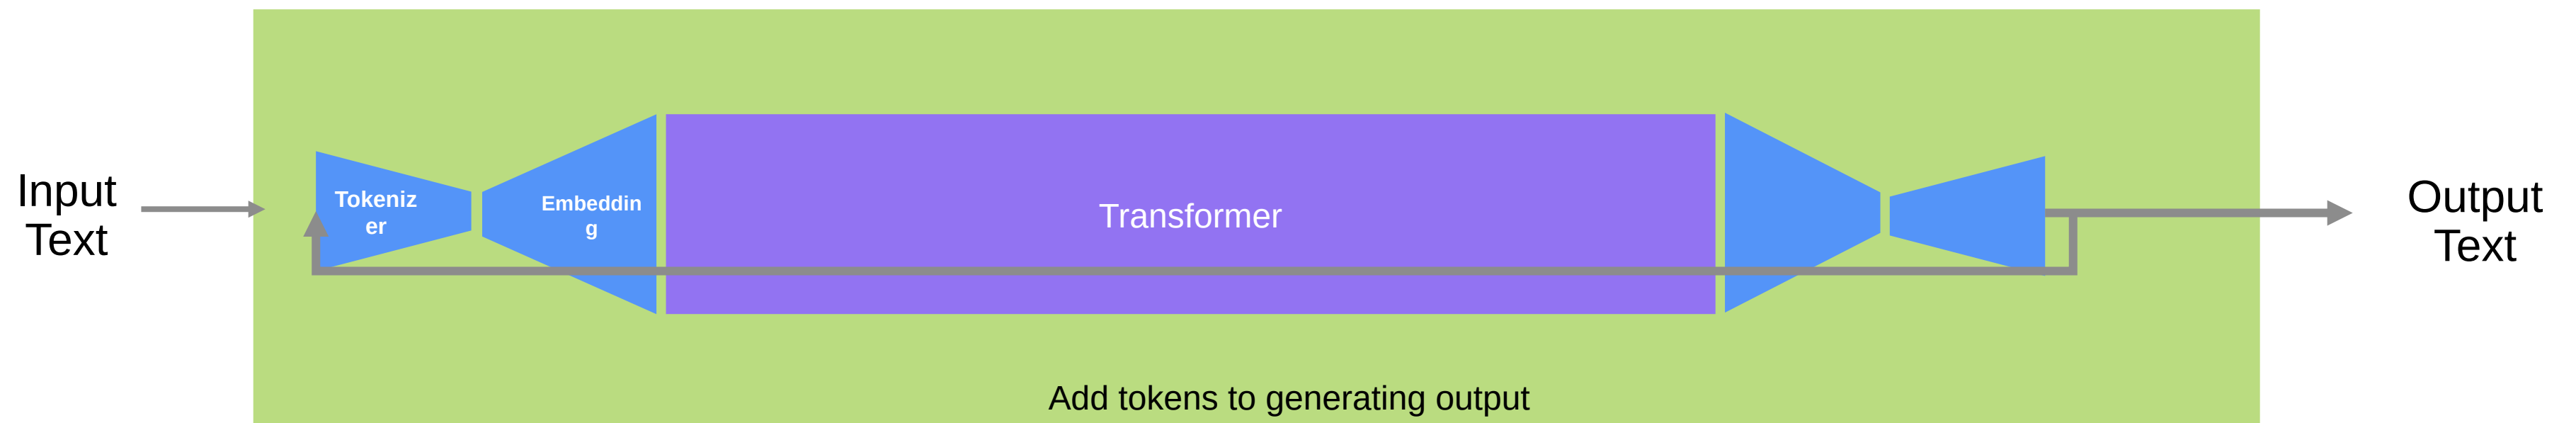 Input
Text
Tokeniz
er
Embeddin
g
Transformer
Output
Text
Add tokens to generating output